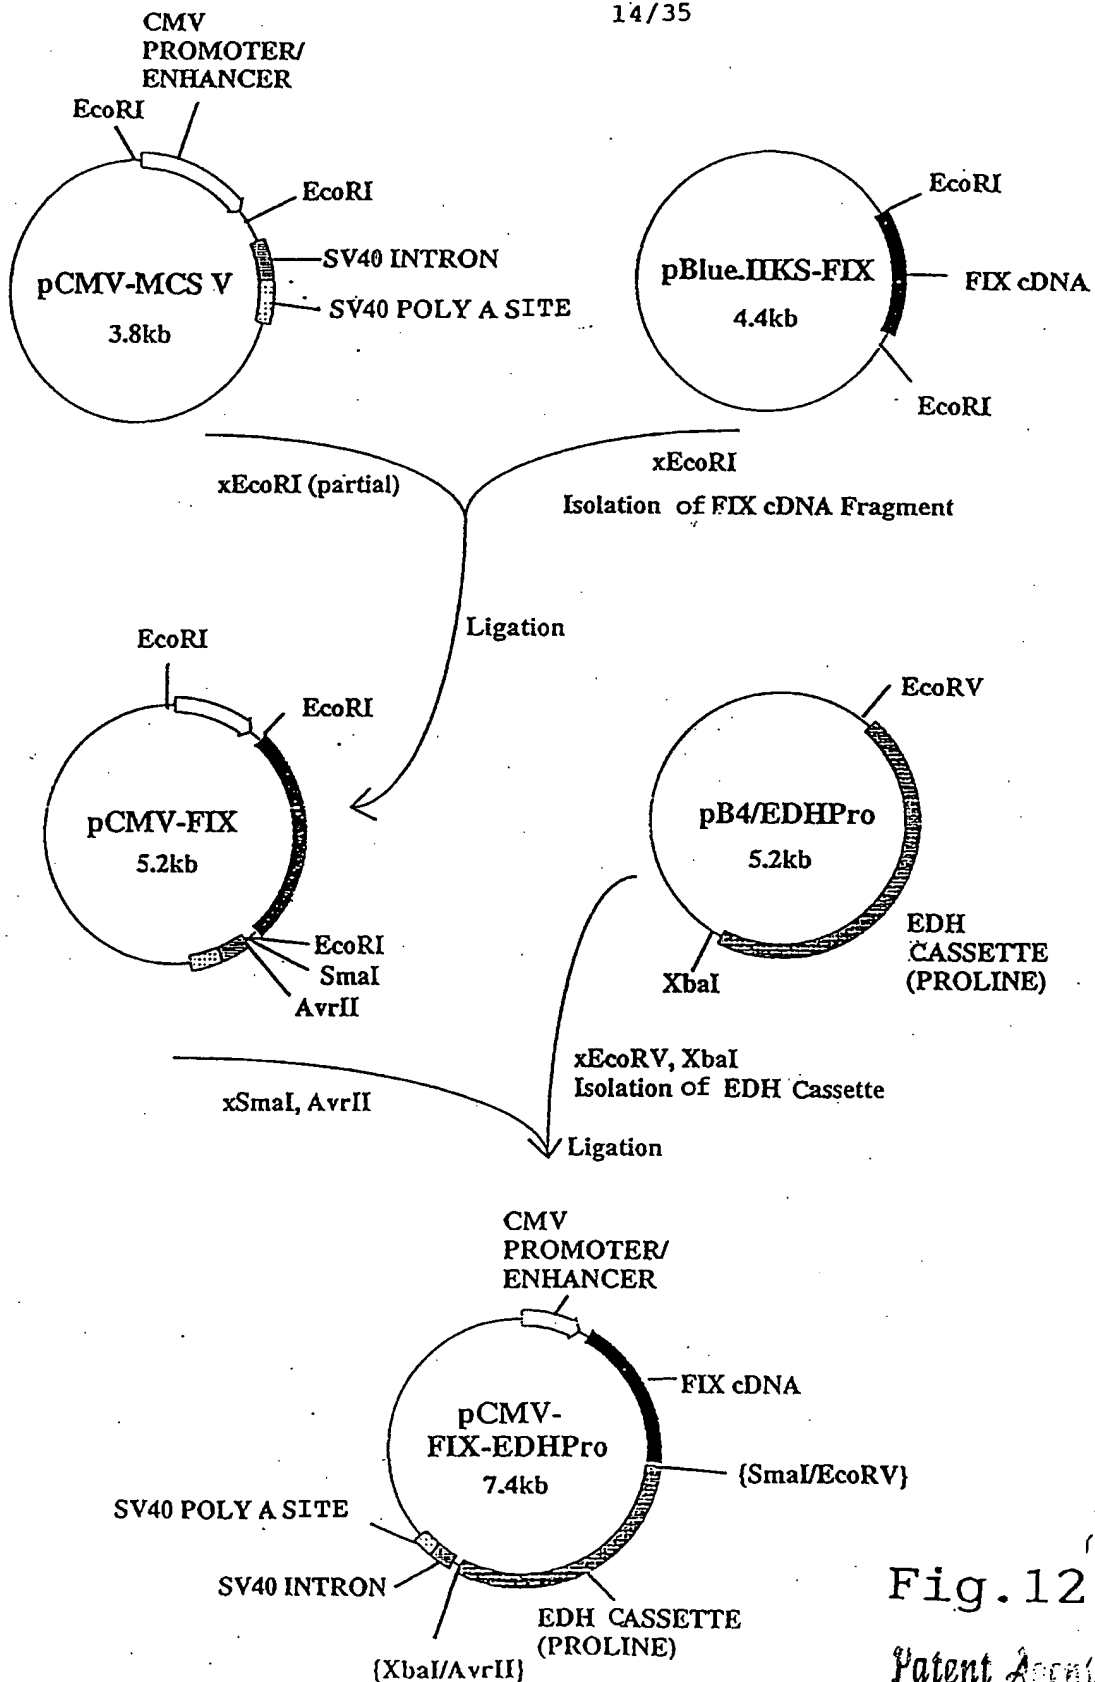 14/35
CMV
PROMOTER/
ENHANCER
EcoRI
EcoRI
SV40 INTRON
SV40 POLY A SITE
pCMV-MCS V
3.8kb
EcoRI
pBlue.IIKS-FIX
4.4kb
FIX cDNA
EcoRI
xEcoRI (partial)
xEcoRI
Isolation of FIX cDNA Fragment
Ligation
EcoRI
EcoRI
pCMV-FIX
5.2kb
EcoRI
SmaI
AvrII
EcoRV
pB4/EDHPro
5.2kb
XbaI
EDH
CASSETTE
(PROLINE)
xSmaI, AvrII
xEcoRV, XbaI
Isolation of EDH Cassette
Ligation
CMV
PROMOTER/
ENHANCER
FIX cDNA
pCMV-
FIX-EDHPro
7.4kb
{SmaI/EcoRV}
SV40 POLY A SITE
SV40 INTRON
EDH CASSETTE
(PROLINE)
{XbaI/AvrII}
Fig.12
Patent